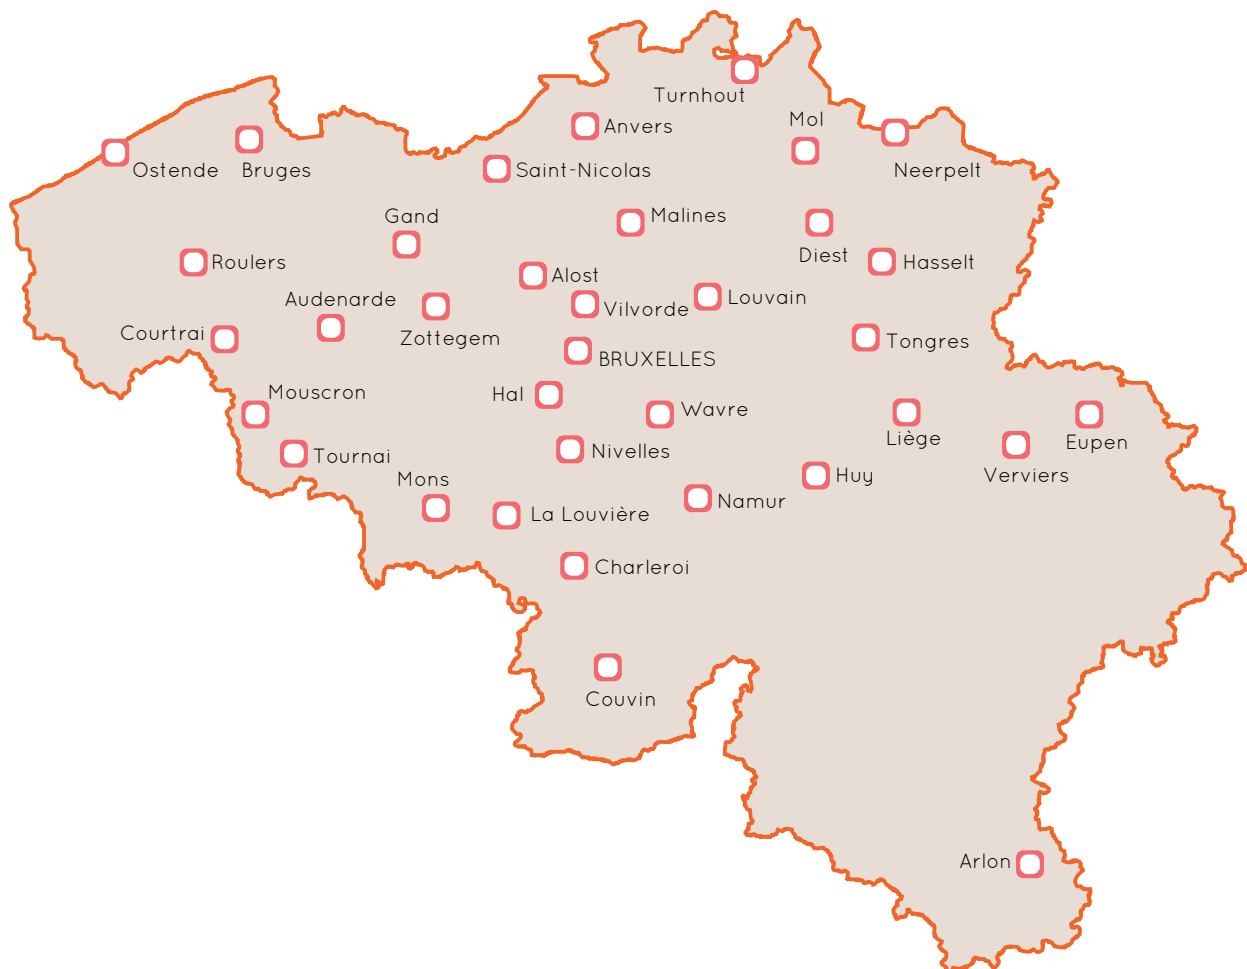 Turnhout
Anvers
Mol
Ostende
Bruges
Saint-Nicolas
Neerpelt
Gand
Malines
Diest
Roulers
Hasselt
Alost
Audenarde
Louvain
Vilvorde
Courtrai
Zottegem
Tongres
BRUXELLES
Mouscron
Hal
Wavre
Liège
Eupen
Tournai
Nivelles
Mons
Huy
Verviers
Namur
La Louvière
Charleroi
Couvin
Arlon